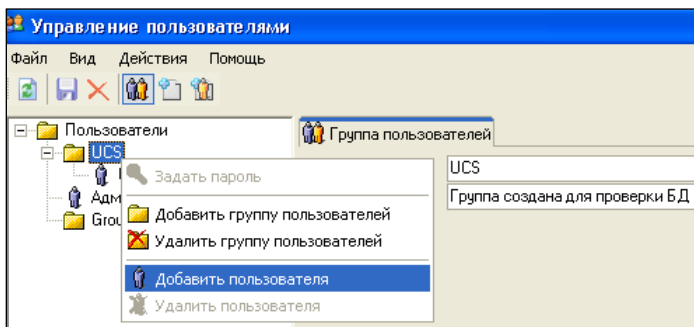 Управление пользователями
Файл Вид Действия Помощь
Пользователи
UCS
Группа пользователей
UCS
Группа создана для проверки БД
Задать пароль
Добавить группу пользователей
Удалить группу пользователей
Добавить пользователя
Удалить пользователя